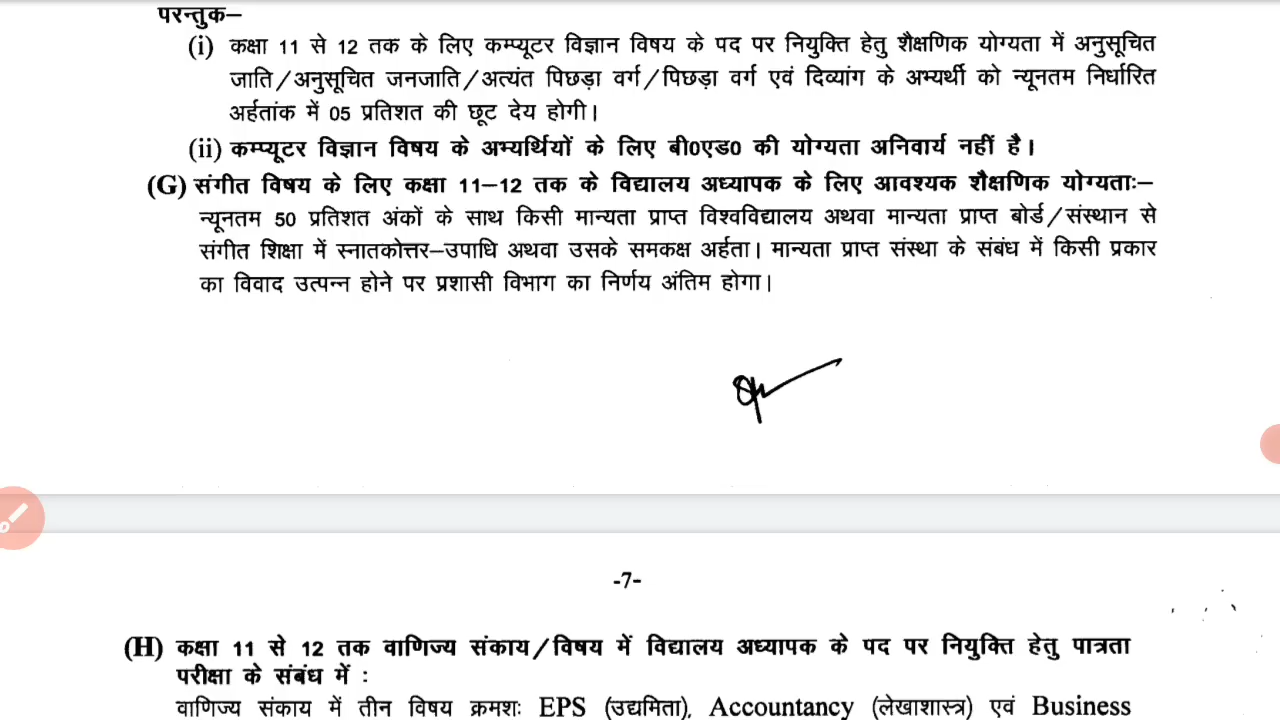 परन्तुक–
(i) कक्षा 11 से 12 तक के लिए कम्प्यूटर विज्ञान विषय के पद पर नियुक्ति हेतु शैक्षणिक योग्यता में अनुसूचित
जाति/अनुसूचित जनजाति/अत्यंत पिछड़ा वर्ग/पिछड़ा वर्ग एवं दिव्यांग के अभ्यर्थी को न्यूनतम निर्धारित
अर्हतांक में 05 प्रतिशत की छूट देय होगी।
(ii) कम्प्यूटर विज्ञान विषय के अभ्यर्थियों के लिए बी0एड0 की योग्यता अनिवार्य नहीं है।
(G) संगीत विषय के लिए कक्षा 11–12 तक के विद्यालय अध्यापक के लिए आवश्यक शैक्षणिक योग्यताः–
न्यूनतम 50 प्रतिशत अंकों के साथ किसी मान्यता प्राप्त विश्वविद्यालय अथवा मान्यता प्राप्त बोर्ड/संस्थान से
संगीत शिक्षा में स्नातकोत्तर–उपाधि अथवा उसके समकक्ष अर्हता। मान्यता प्राप्त संस्था के संबंध में किसी प्रकार
का विवाद उत्पन्न होने पर प्रशासी विभाग का निर्णय अंतिम होगा।
-7-
(H) कक्षा 11 से 12 तक वाणिज्य संकाय/विषय में विद्यालय अध्यापक के पद पर नियुक्ति हेतु पात्रता
परीक्षा के संबंध में :
वाणिज्य संकाय में तीन विषय क्रमशः EPS (उद्यमिता), Accountancy (लेखाशास्त्र) एवं Business